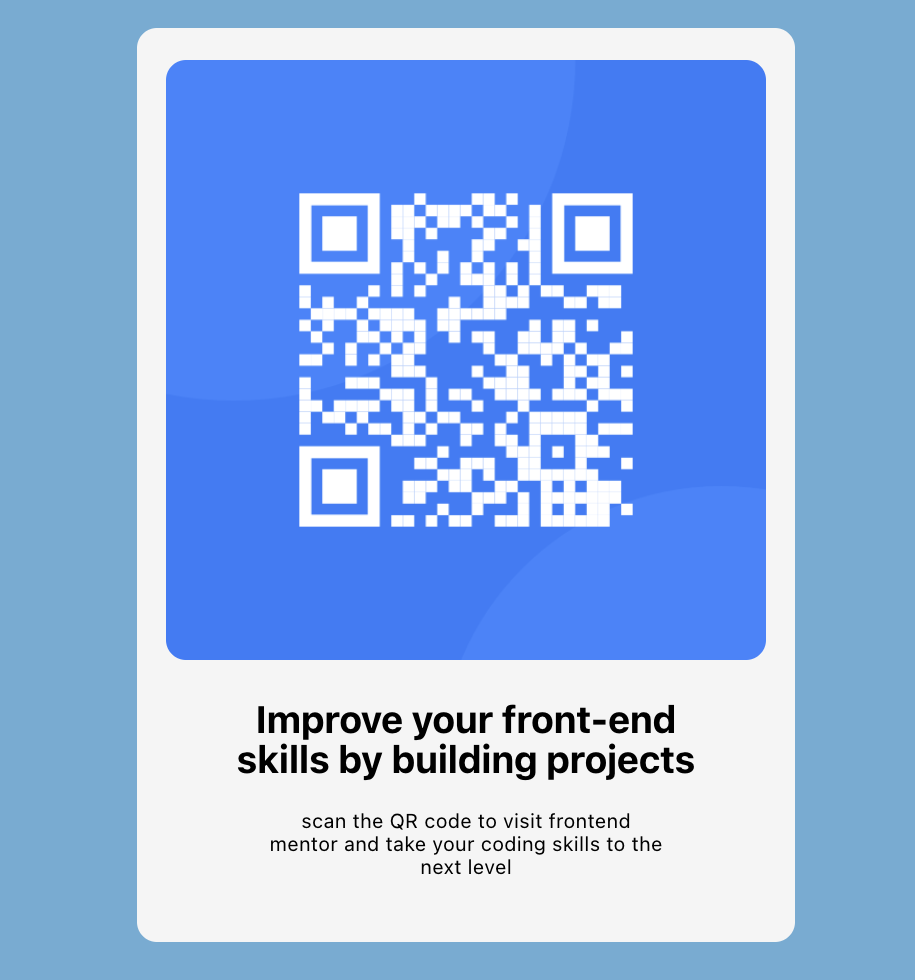 Improve your front-end
skills by building projects
scan the QR code to visit frontend
mentor and take your coding skills to the
next level